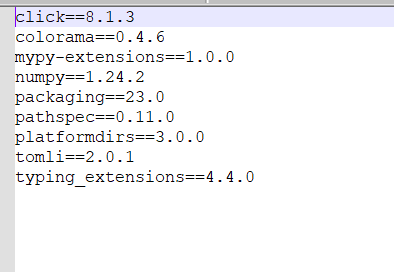 click==8.1.3
colorama==0.4.6
mypy-extensions==1.0.0
numpy==1.24.2
packaging==23.0
pathspec==0.11.0
platformdirs==3.0.0
tomli==2.0.1
typing_extensions==4.4.0